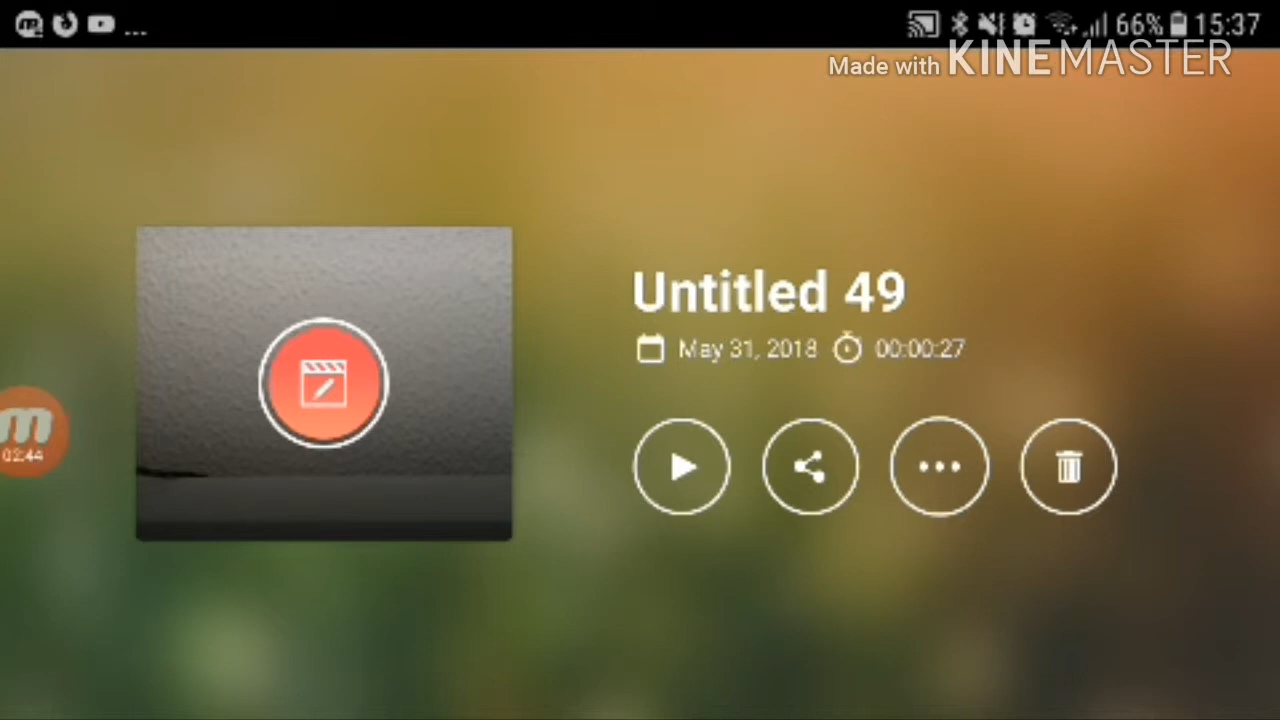 ... 66% 15:37
Made with KINEMASTER
Untitled 49
May 31, 2018 00:00:27
m
02:44